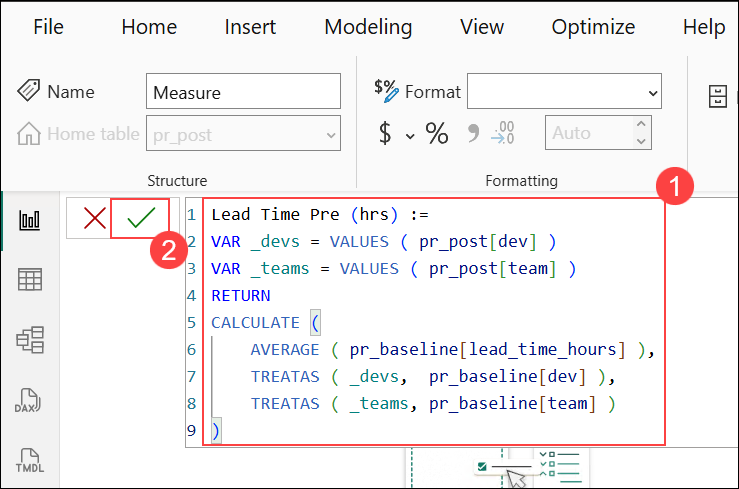 File Home Insert Modeling View Optimize Help
Name Measure $% Format
Home table pr_post $ % .00 Auto
Structure Formatting
1
2
1 Lead Time Pre (hrs) :=
2 VAR _devs = VALUES ( pr_post[dev] )
3 VAR _teams = VALUES ( pr_post[team] )
4 RETURN
5 CALCULATE (
6 AVERAGE ( pr_baseline[lead_time_hours] ),
7 TREATAS ( _devs,  pr_baseline[dev] ),
8 TREATAS ( _teams, pr_baseline[team] )
9 )
DAX
TMDL